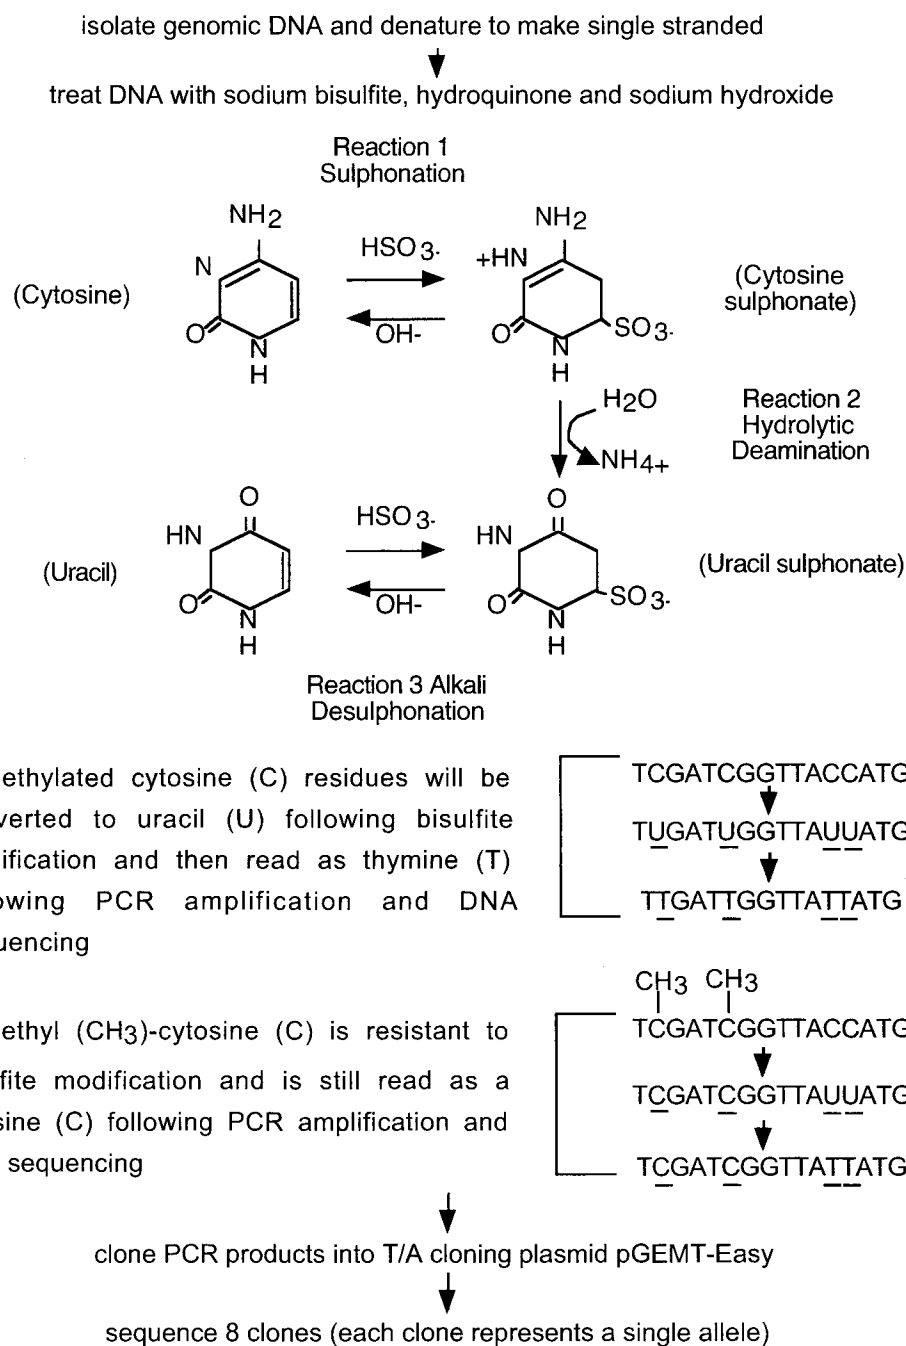 isolate genomic DNA and denature to make single stranded
treat DNA with sodium bisulfite, hydroquinone and sodium hydroxide
Reaction 1
Sulphonation
NH2
N
HSO3-
OH-
(Cytosine)
O
N
H
NH2
+HN
O
N
H
SO3-
(Cytosine
sulphonate)
H2O
NH4+
Reaction 2
Hydrolytic
Deamination
O
HN
(Uracil)
O
N
H
HSO3-
OH-
O
HN
O
N
H
SO3-
(Uracil sulphonate)
Reaction 3 Alkali
Desulphonation
ethylated cytosine (C) residues will be
verted to uracil (U) following bisulfite
ification and then read as thymine (T)
owing PCR amplification and DNA
uencing
TCGATCGGTTACCATG
TUGATUGGTTAUUATG
TTGATTGGTTATTATG
ethyl (CH3)-cytosine (C) is resistant to
fite modification and is still read as a
sine (C) following PCR amplification and
sequencing
CH3 CH3
TCGATCGGTTACCATG
TCGATCGGTTAUUATG
TCGATCGGTTATTATG
clone PCR products into T/A cloning plasmid pGEMT-Easy
sequence 8 clones (each clone represents a single allele)